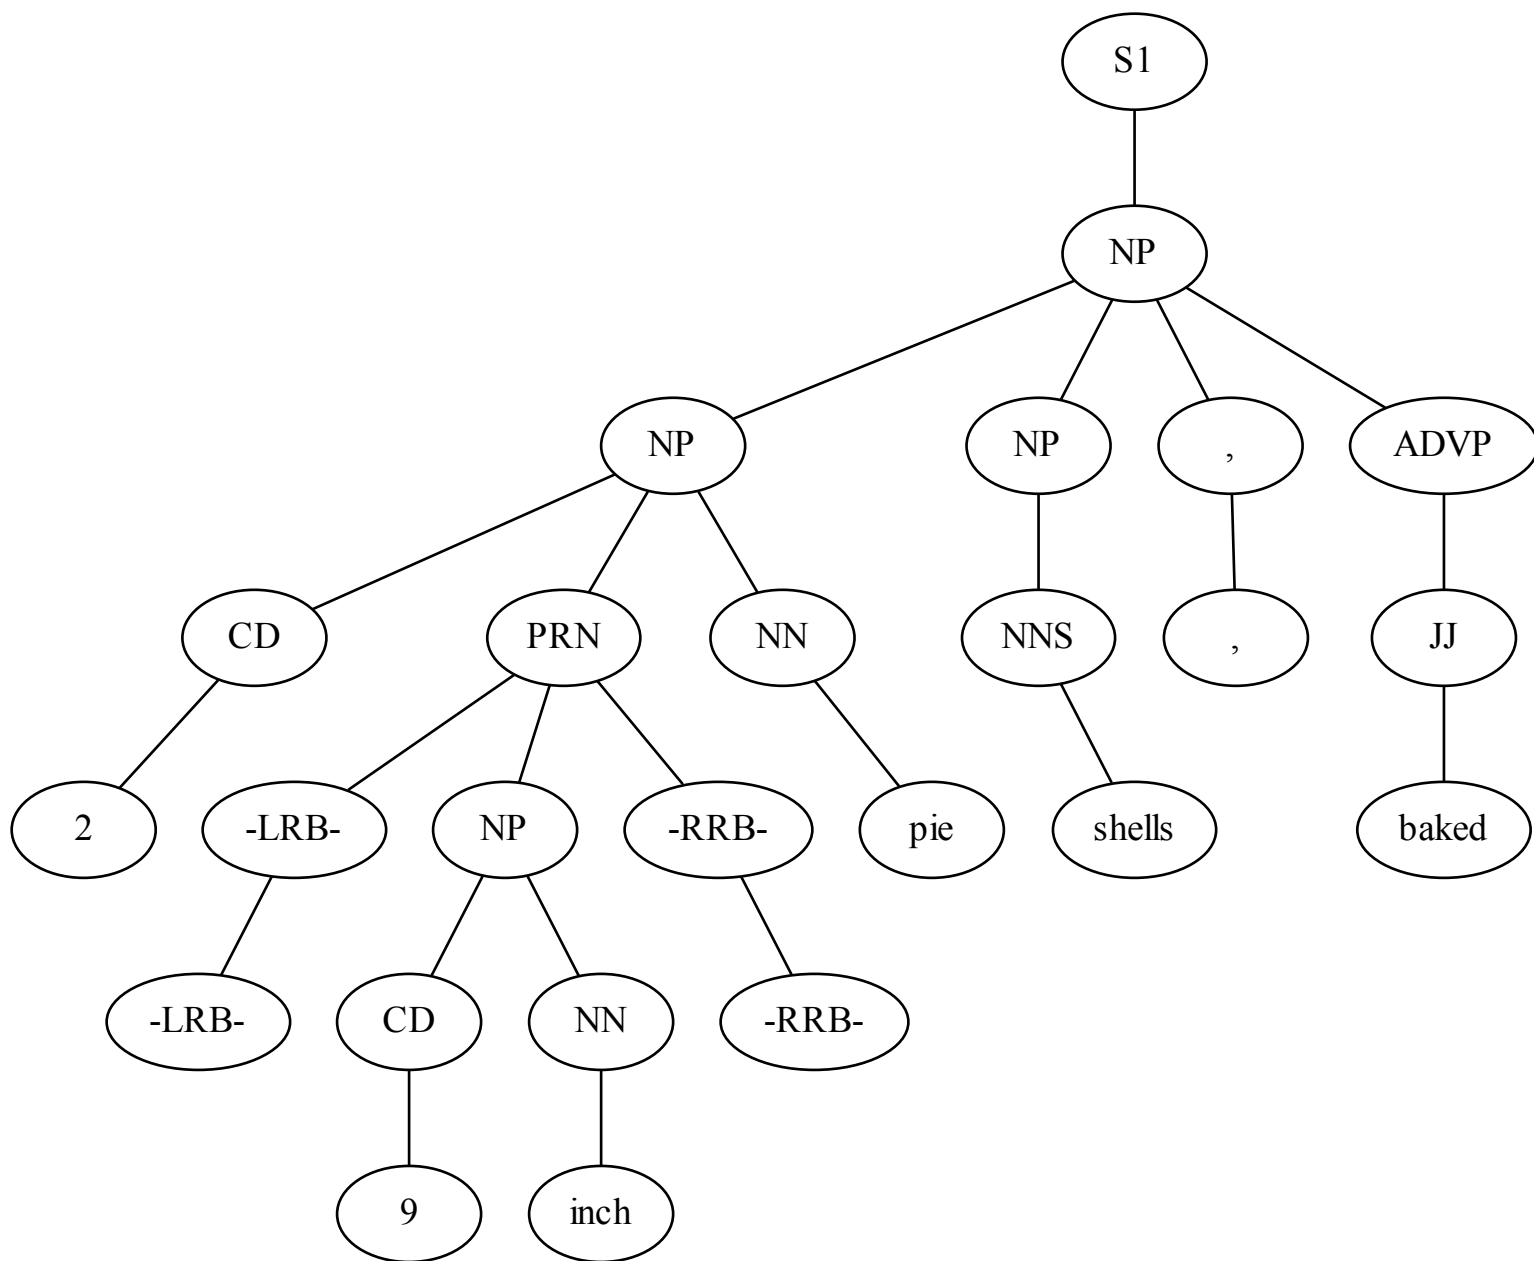 S1
NP
NP NP , ADVP
CD PRN NN NNS , JJ
2 -LRB- NP -RRB- pie shells baked
-LRB- CD NN -RRB-
9 inch